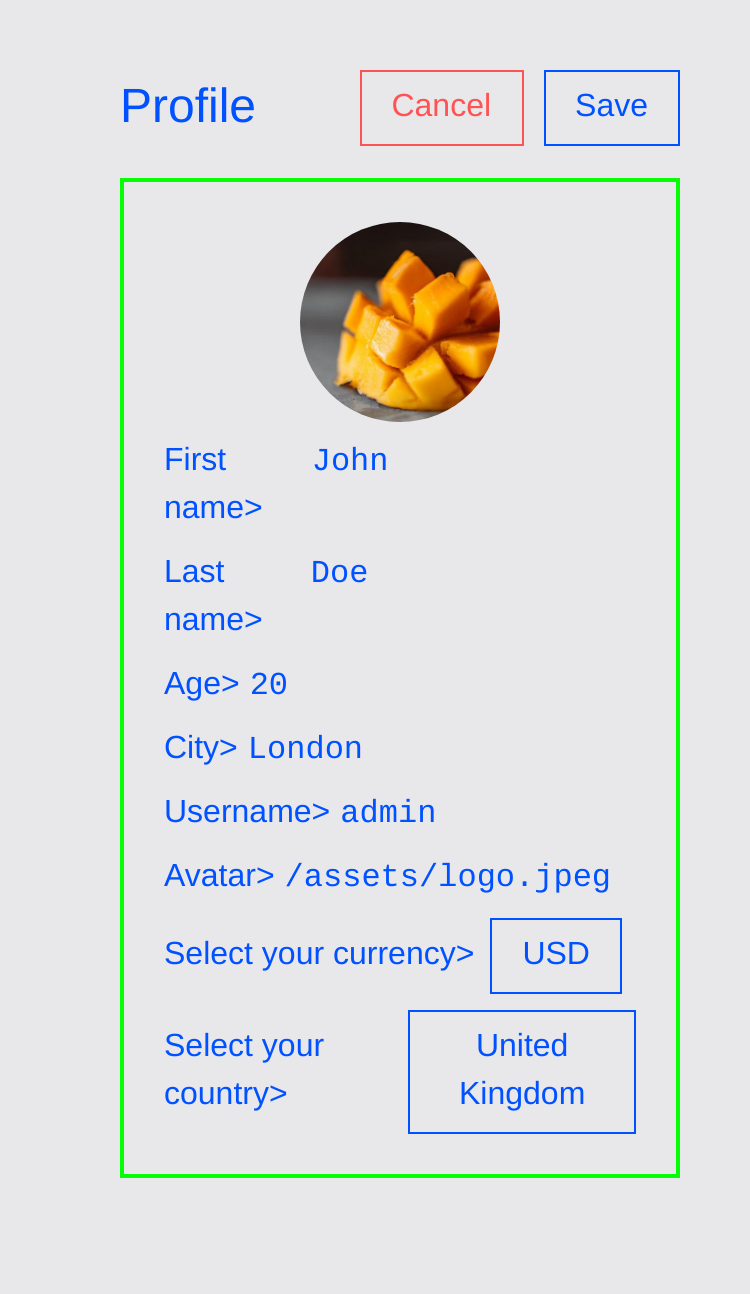 Profile
Cancel
Save
First
name>
John
Last
name>
Doe
Age> 20
City> London
Username> admin
Avatar> /assets/logo.jpeg
Select your currency>
USD
Select your
country>
United
Kingdom